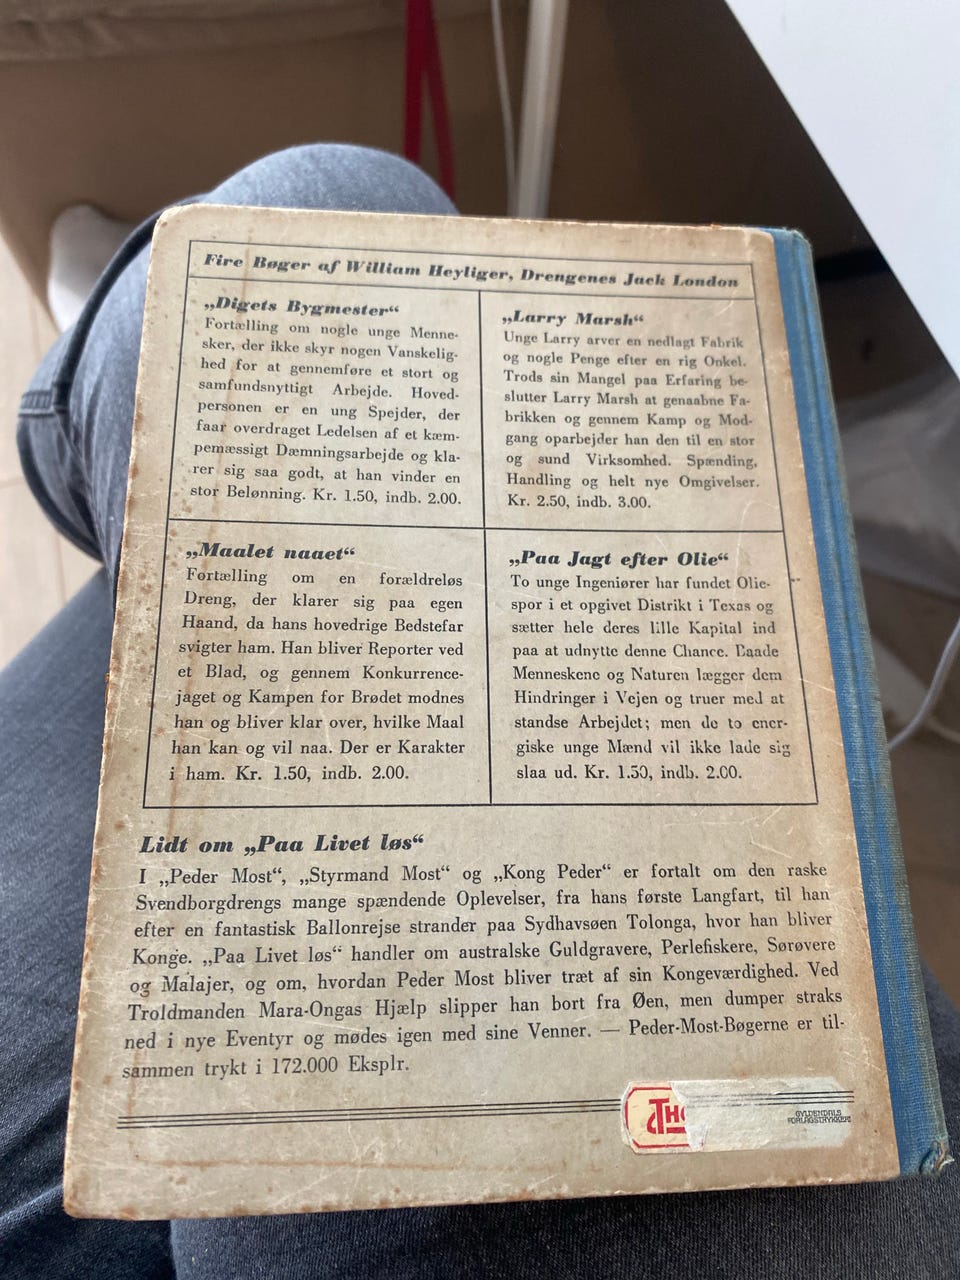 Fire Bøger af William Heyliger, Drengenes Jack London
„Digets Bygmester“
Fortælling om nogle unge Menne-
sker, der ikke skyr nogen Vanskelig-
hed for at gennemføre et stort og
samfundsnyttigt Arbejde. Hoved-
personen er en ung Spejder, der
faar overdraget Ledelsen af et kæm-
pemæssigt Dæmningsarbejde og kla-
rer sig saa godt, at han vinder en
stor Belønning. Kr. 1.50, indb. 2.00.
„Larry Marsh“
Unge Larry arver en nedlagt Fabrik
og nogle Penge efter en rig Onkel.
Trods sin Mangel paa Erfaring be-
slutter Larry Marsh at genaabne Fa-
brikken og gennem Kamp og Mod-
gang oparbejder han den til en stor
og sund Virksomhed. Spænding,
Handling og helt nye Omgivelser.
Kr. 2.50, indb. 3.00.
„Maalet naaet“
Fortælling om en forældreløs
Dreng, der klarer sig paa egen
Haand, da hans hovedrige Bedstefar
svigter ham. Han bliver Reporter ved
et Blad, og gennem Konkurrence-
jaget og Kampen for Brødet modnes
han og bliver klar over, hvilke Maal
han kan og vil naa. Der er Karakter
i ham. Kr. 1.50, indb. 2.00.
„Paa Jagt efter Olie“
To unge Ingeniører har fundet Olie-
spor i et opgivet Distrikt i Texas og
sætter hele deres lille Kapital ind
paa at udnytte denne Chance. Baade
Menneskene og Naturen lægger dem
Hindringer i Vejen og truer med at
standse Arbejdet; men de to ener-
giske unge Mænd vil ikke lade sig
slaa ud. Kr. 1.50, indb. 2.00.
Lidt om „Paa Livet løs“
I „Peder Most“, „Styrmand Most“ og „Kong Peder“ er fortalt om den raske
Svendborgdrengs mange spændende Oplevelser, fra hans første Langfart, til han
efter en fantastisk Ballonrejse strander paa Sydhavsøen Tolonga, hvor han bliver
Konge. „Paa Livet løs“ handler om australske Guldgravere, Perlefiskere, Sørøvere
og Malajer, og om, hvordan Peder Most bliver træt af sin Kongeværdighed. Ved
Troldmanden Mara-Ongas Hjælp slipper han bort fra Øen, men dumper straks
ned i nye Eventyr og mødes igen med sine Venner. — Peder-Most-Bøgerne er til-
sammen trykt i 172.000 Eksplr.
GYLDENDALS
FORLAGSTRYKKERI